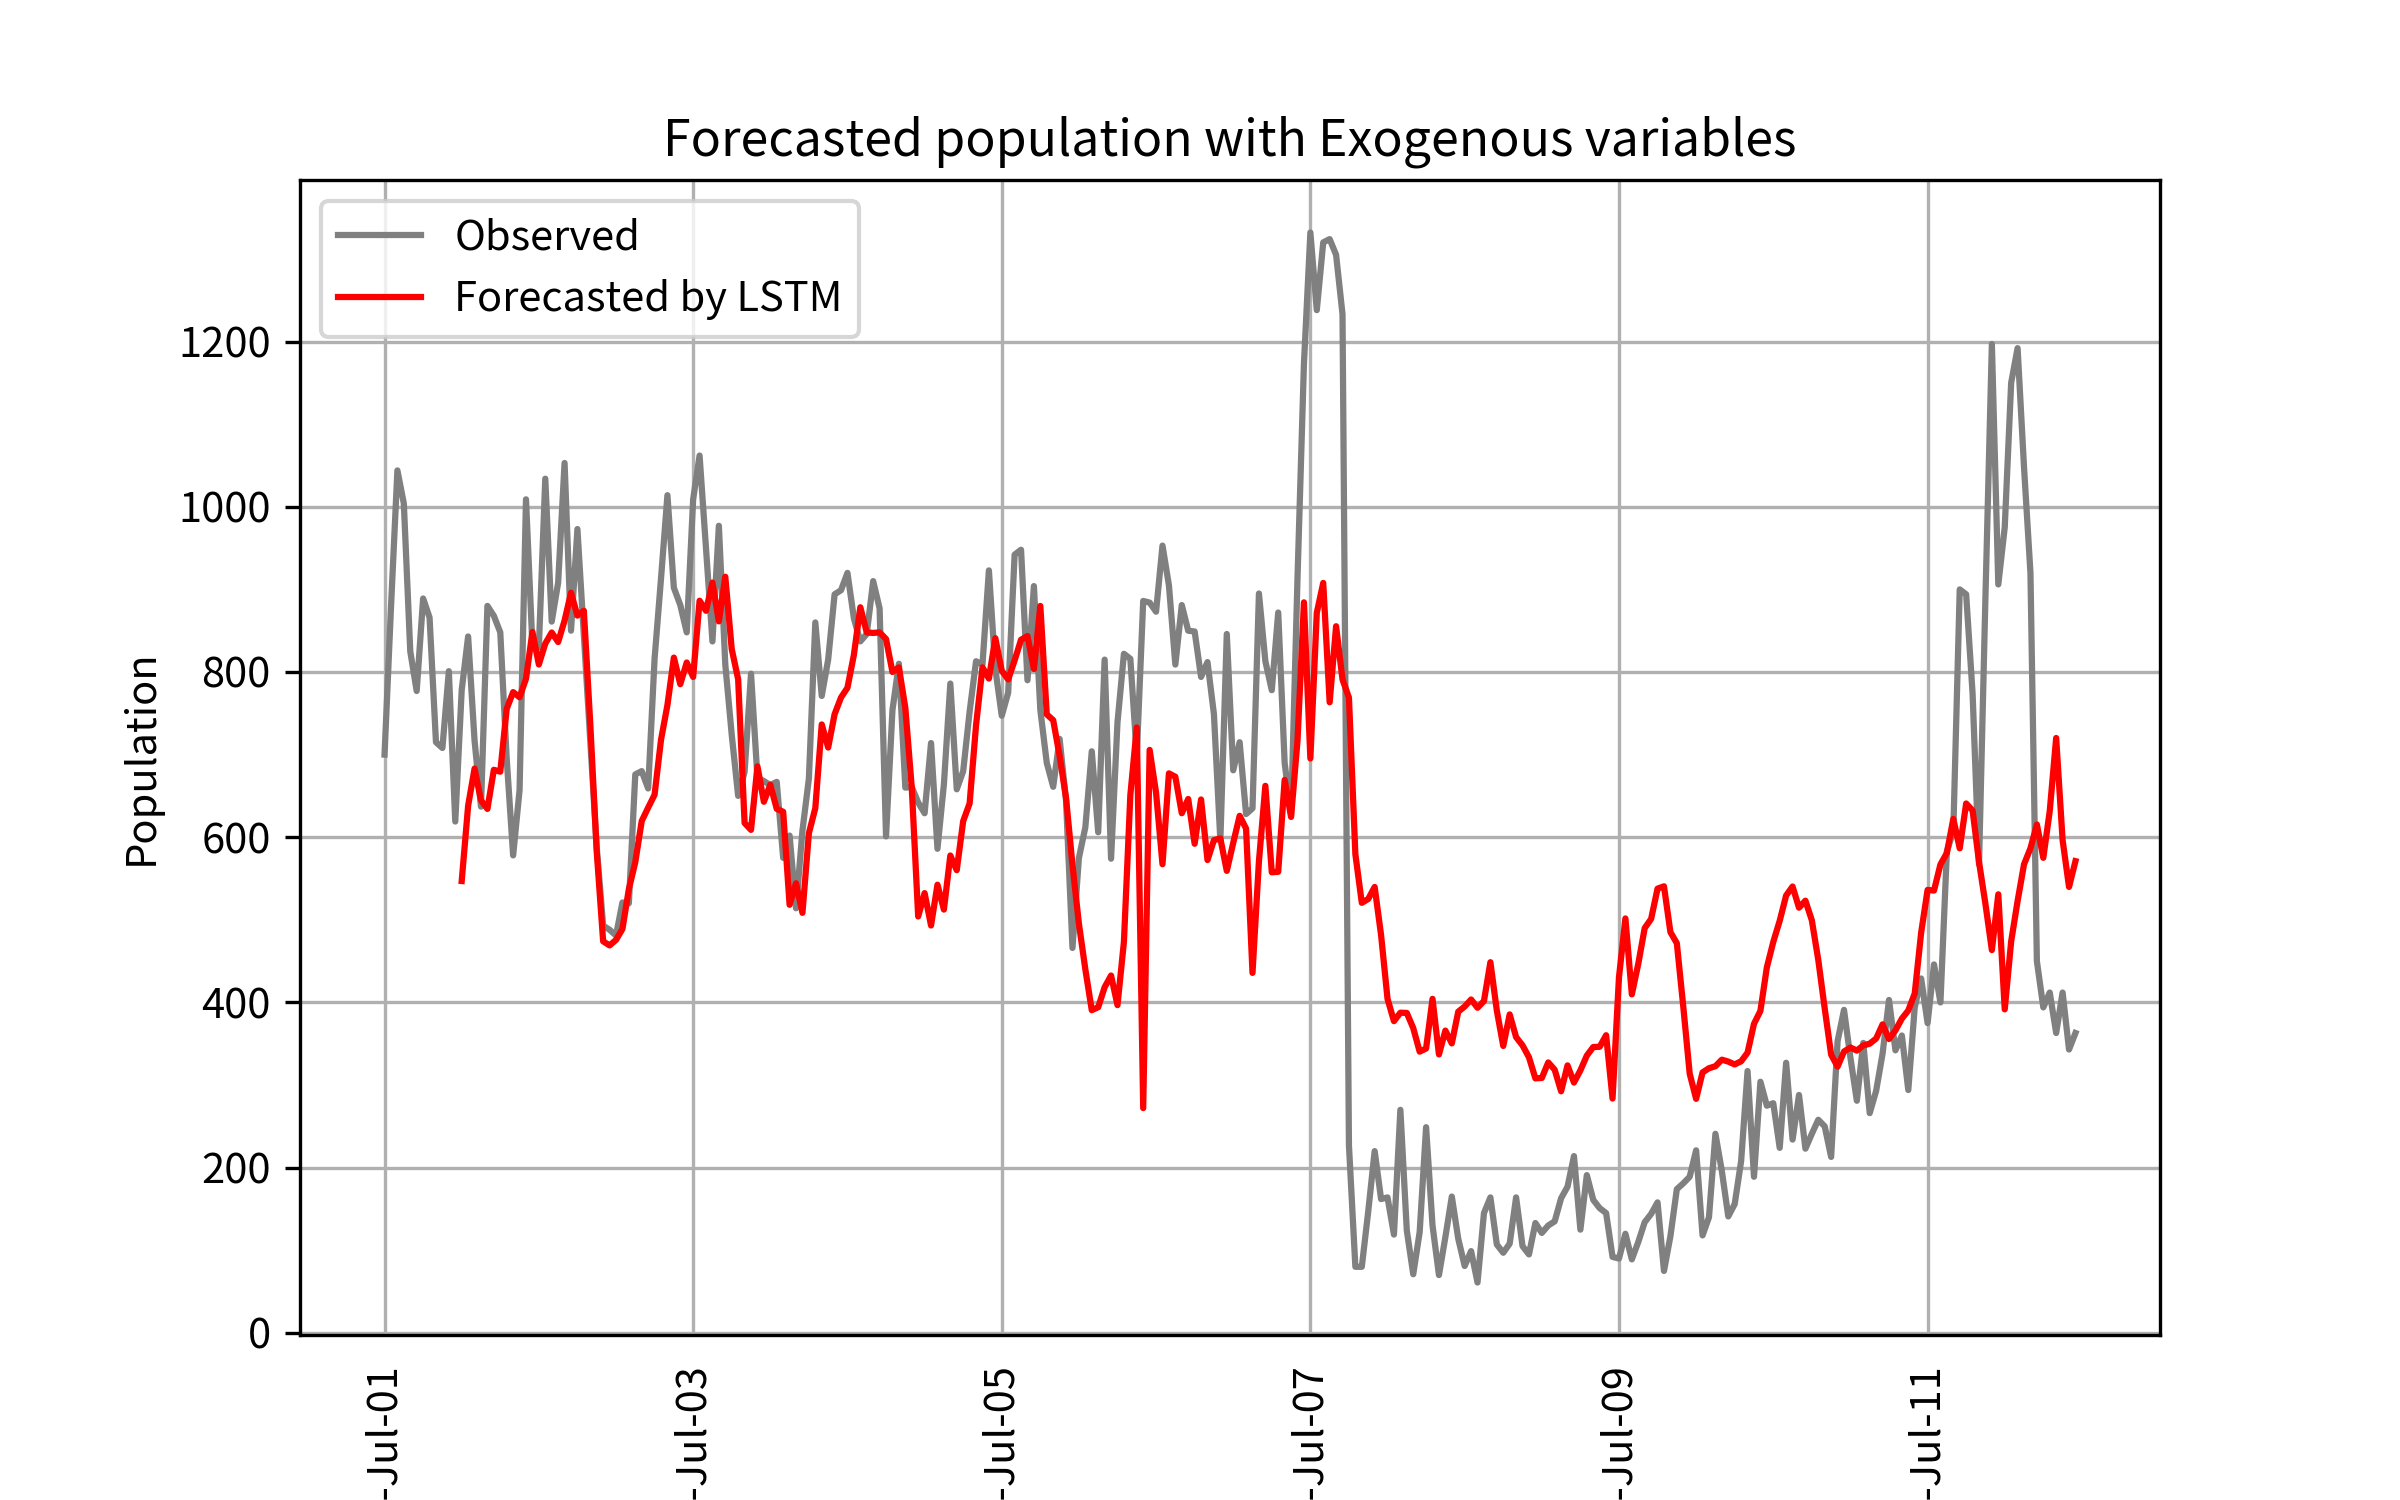 Forecasted population with Exogenous variables
Observed
Forecasted by LSTM
Population
1200
1000
800
600
400
200
0
-Jul-01
-Jul-03
-Jul-05
-Jul-07
-Jul-09
-Jul-11